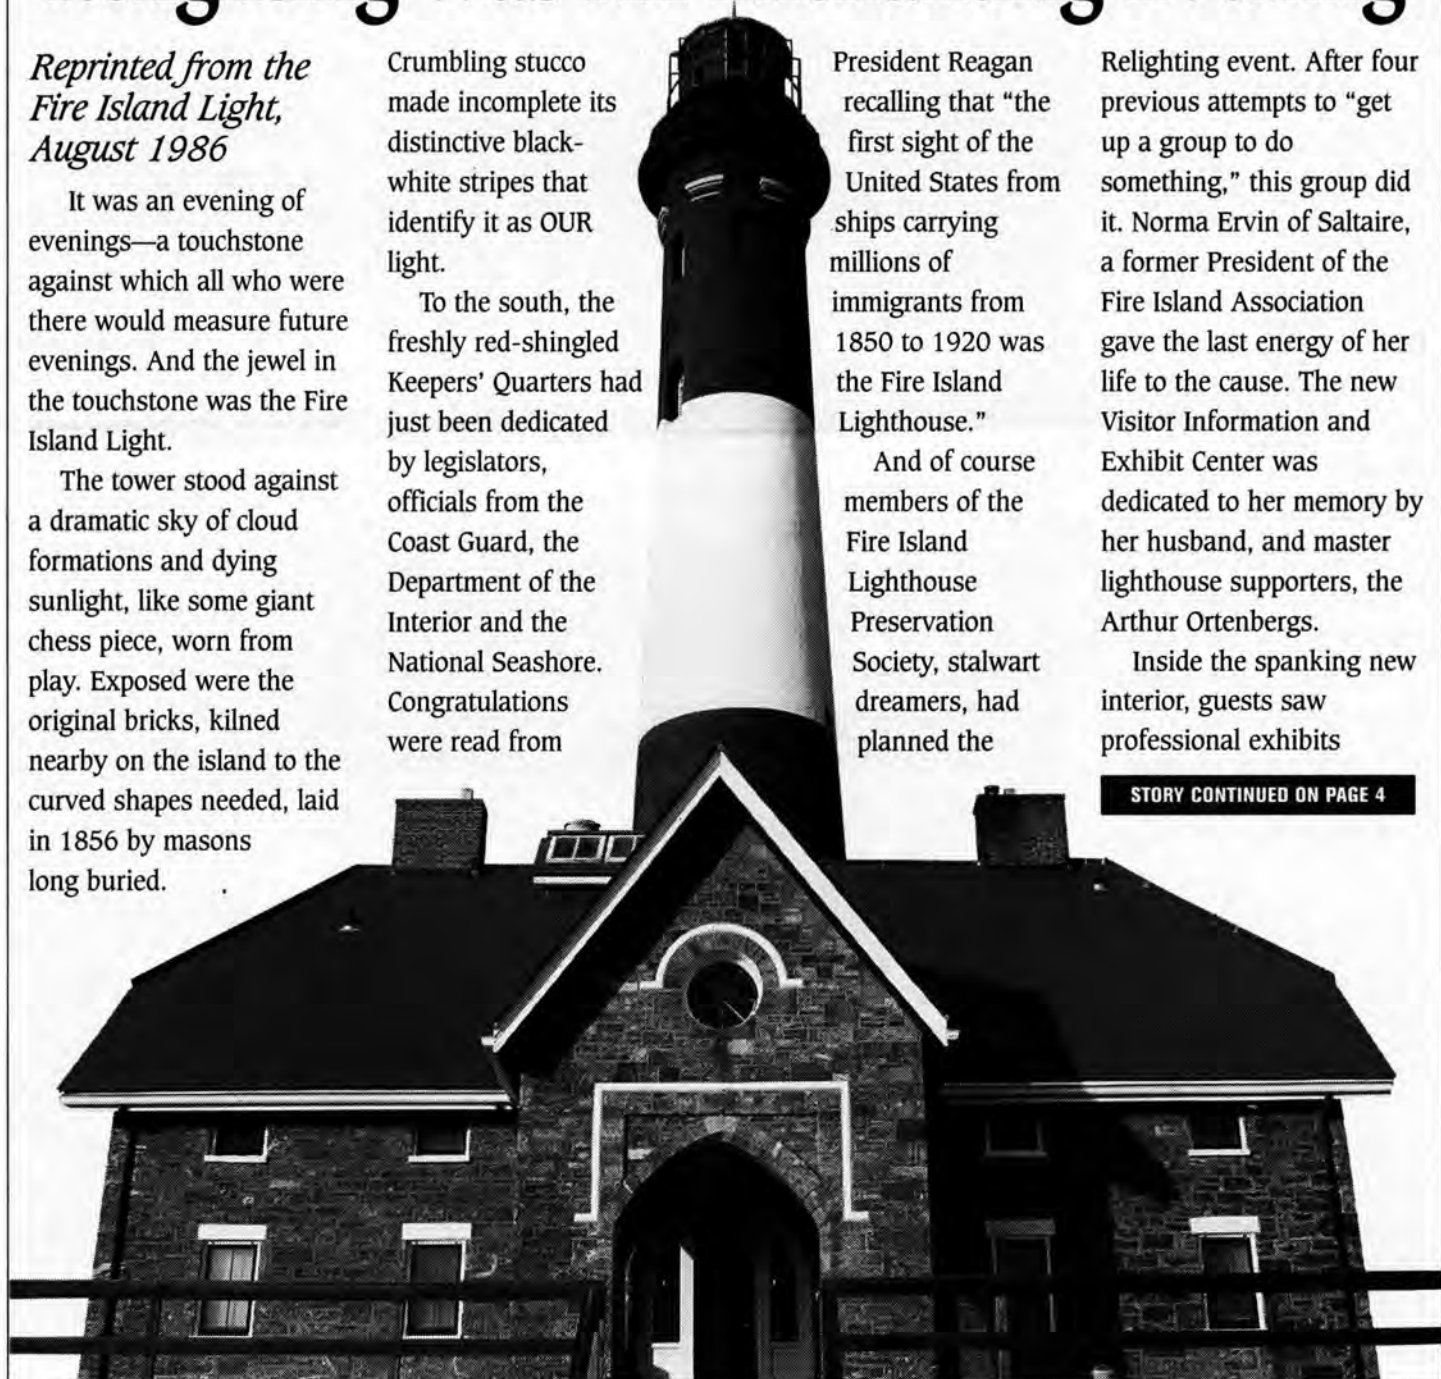 Reprinted from the
Fire Island Light,
August 1986
It was an evening of
evenings—a touchstone
against which all who were
there would measure future
evenings. And the jewel in
the touchstone was the Fire
Island Light.
The tower stood against
a dramatic sky of cloud
formations and dying
sunlight, like some giant
chess piece, worn from
play. Exposed were the
original bricks, kilned
nearby on the island to the
curved shapes needed, laid
in 1856 by masons
long buried.
Crumbling stucco
made incomplete its
distinctive black-
white stripes that
identify it as OUR
light.
To the south, the
freshly red-shingled
Keepers' Quarters had
just been dedicated
by legislators,
officials from the
Coast Guard, the
Department of the
Interior and the
National Seashore.
Congratulations
were read from
President Reagan
recalling that “the
first sight of the
United States from
ships carrying
millions of
immigrants from
1850 to 1920 was
the Fire Island
Lighthouse.”
And of course
members of the
Fire Island
Lighthouse
Preservation
Society, stalwart
dreamers, had
planned the
Relighting event. After four
previous attempts to “get
up a group to do
something,” this group did
it. Norma Ervin of Saltaire,
a former President of the
Fire Island Association
gave the last energy of her
life to the cause. The new
Visitor Information and
Exhibit Center was
dedicated to her memory by
her husband, and master
lighthouse supporters, the
Arthur Ortenbergs.
Inside the spanking new
interior, guests saw
professional exhibits
STORY CONTINUED ON PAGE 4